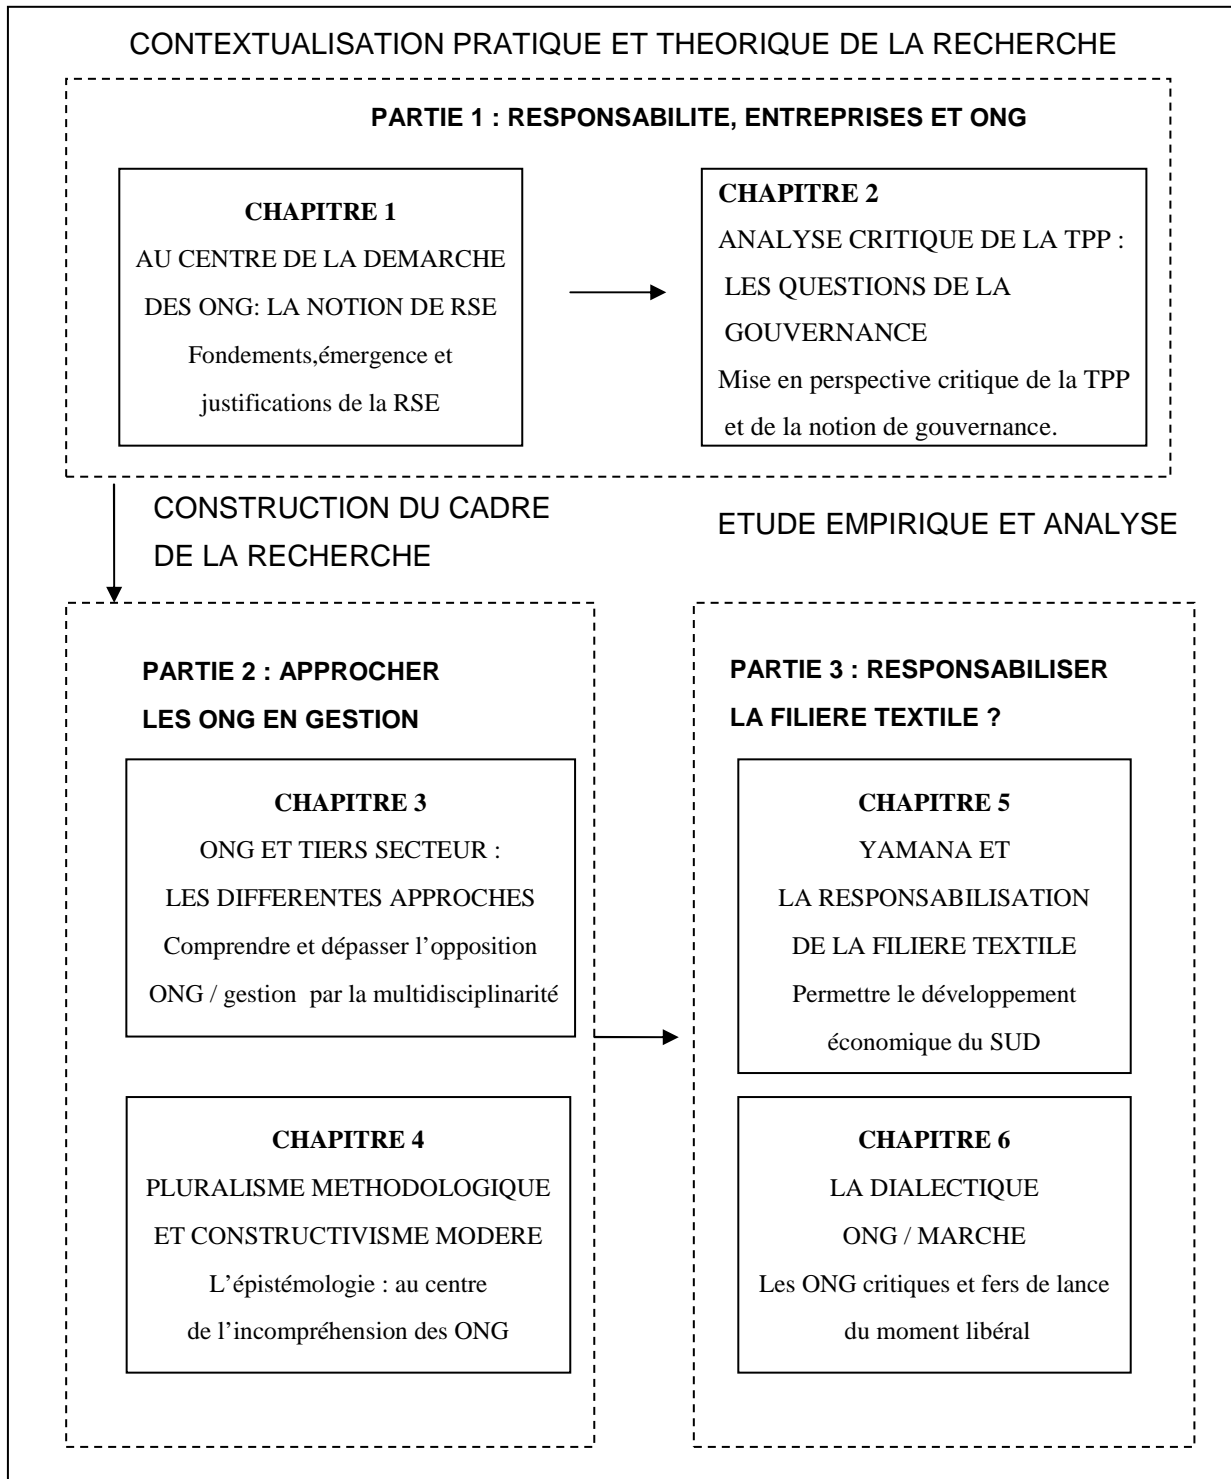 CONTEXTUALISATION PRATIQUE ET THEORIQUE DE LA RECHERCHE
PARTIE 1 : RESPONSABILITE, ENTREPRISES ET ONG
CHAPITRE 1
AU CENTRE DE LA DEMARCHE
DES ONG: LA NOTION DE RSE
Fondements,émergence et
justifications de la RSE
CHAPITRE 2
ANALYSE CRITIQUE DE LA TPP :
LES QUESTIONS DE LA
GOUVERNANCE
Mise en perspective critique de la TPP
et de la notion de gouvernance.
CONSTRUCTION DU CADRE
DE LA RECHERCHE
ETUDE EMPIRIQUE ET ANALYSE
PARTIE 2 : APPROCHER
LES ONG EN GESTION
CHAPITRE 3
ONG ET TIERS SECTEUR :
LES DIFFERENTES APPROCHES
Comprendre et dépasser l’opposition
ONG / gestion par la multidisciplinarité
CHAPITRE 4
PLURALISME METHODOLOGIQUE
ET CONSTRUCTIVISME MODERE
L’épistémologie : au centre
de l’incompréhension des ONG
PARTIE 3 : RESPONSABILISER
LA FILIERE TEXTILE ?
CHAPITRE 5
YAMANA ET
LA RESPONSABILISATION
DE LA FILIERE TEXTILE
Permettre le développement
économique du SUD
CHAPITRE 6
LA DIALECTIQUE
ONG / MARCHE
Les ONG critiques et fers de lance
du moment libéral